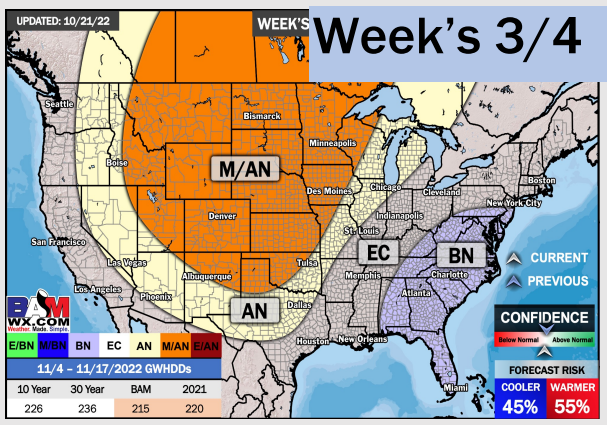 UPDATED: 10/21/22
WEEK'S
Week's 3/4
Seattle
Bismarck
Minneapolis
Boise
M/AN
Boston
Des Moines
Chicago
Cleveland
New York City
Denver
Indianapolis
San Francisco
St. Louis
EC
BN
CURRENT
Las Vegas
Tulsa
Memphis
Charlotte
PREVIOUS
Albuquerque
Los Angeles
Phoenix
Atlanta
AN
Dallas
BAM
WX.COM
Weather. Made. Simple.
Houston
New Orleans
CONFIDENCE
Below Normal
Above Normal
E/BN M/BN BN EC AN M/AN E/AN
11/4 – 11/17/2022 GWHDDs
FORECAST RISK
Miami
10 Year 30 Year BAM 2021
COOLER WARMER
226 236 215 220
45% 55%